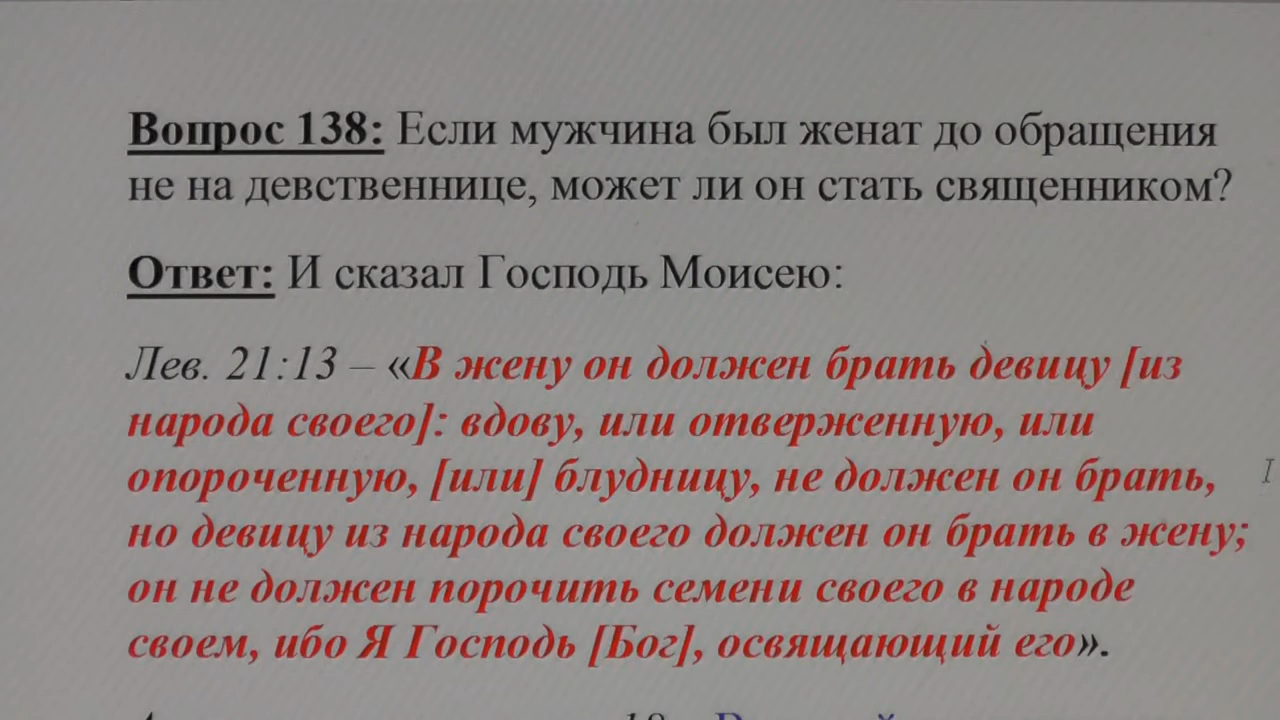 Вопрос 138: Если мужчина был женат до обращения
не на девственнице, может ли он стать священником?
Ответ: И сказал Господь Моисею:
Лев. 21:13 – «В жену он должен брать девицу [из
народа своего]: вдову, или отверженную, или
опороченную, [или] блудницу, не должен он брать,
но девицу из народа своего должен он брать в жену;
он не должен порочить семени своего в народе
своем, ибо Я Господь [Бог], освящающий его».